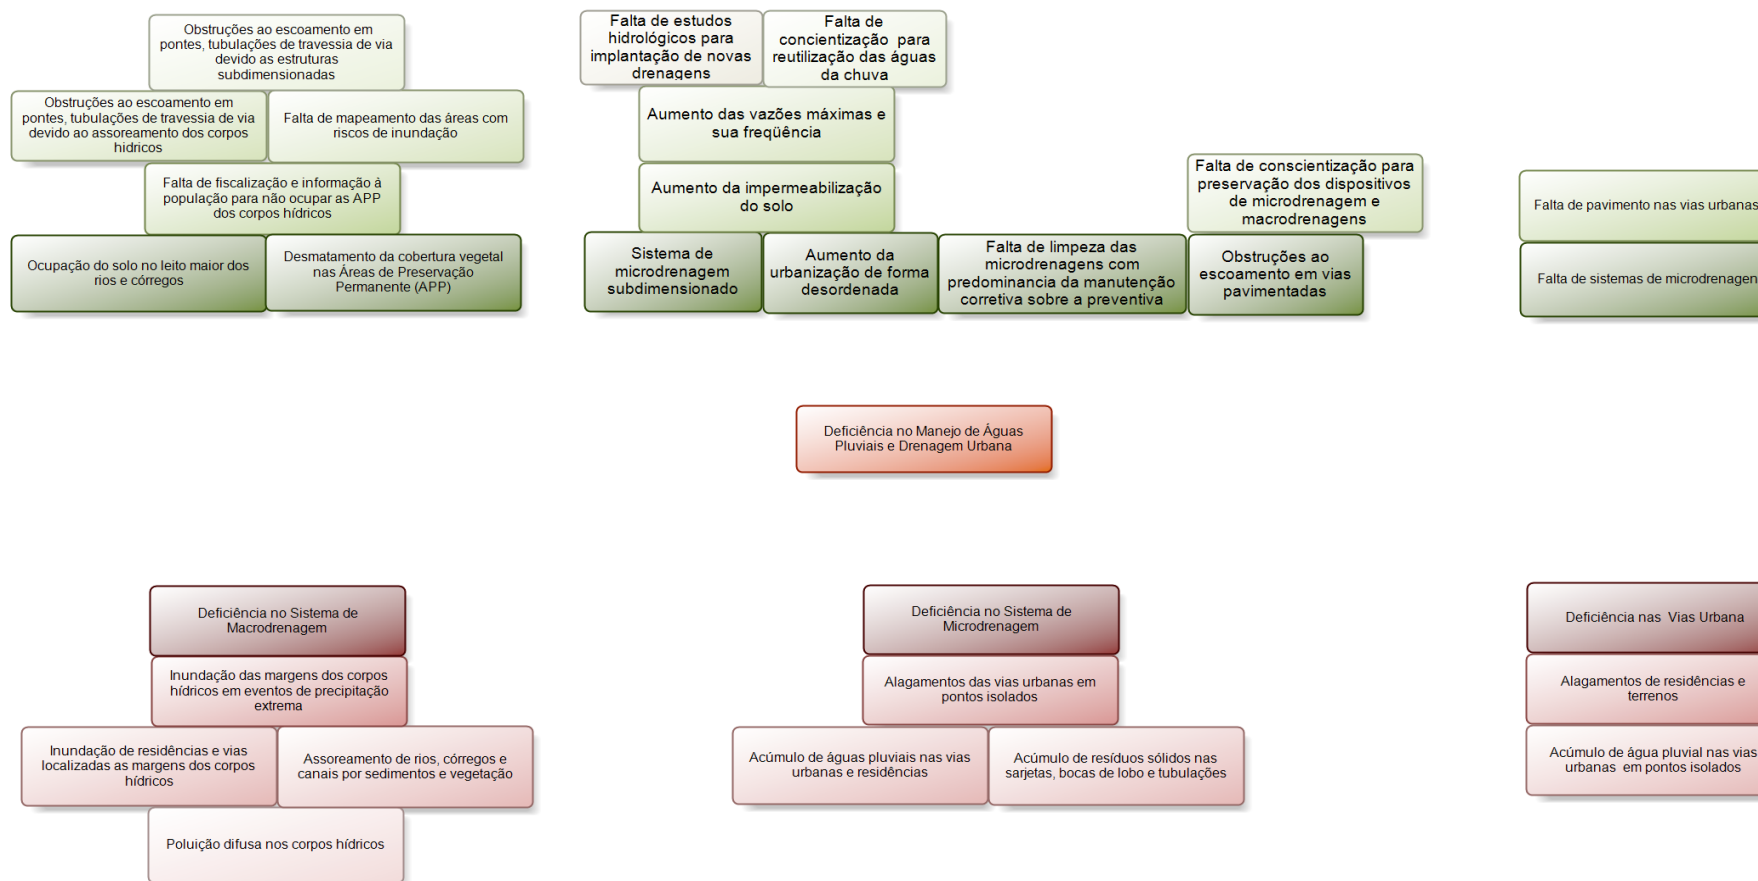 Obstruções ao escoamento em
pontes, tubulações de travessia de via
devido as estruturas
subdimensionadas
Obstruções ao escoamento em
pontes, tubulações de travessia de via
devido ao assoreamento dos corpos
hidricos
Falta de mapeamento das áreas com
riscos de inundação
Falta de fiscalização e informação à
população para não ocupar as APP
dos corpos hídricos
Ocupação do solo no leito maior dos
rios e córregos
Desmatamento da cobertura vegetal
nas Áreas de Preservação
Permanente (APP)
Falta de estudos
hidrológicos para
implantação de novas
drenagens
Falta de
concientização para
reutilização das águas
da chuva
Aumento das vazões máximas e
sua freqüência
Aumento da impermeabilização
do solo
Sistema de
microdrenagem
subdimensionado
Aumento da
urbanização de forma
desordenada
Falta de limpeza das
microdrenagens com
predominancia da manutenção
corretiva sobre a preventiva
Falta de conscientização para
preservação dos dispositivos
de microdrenagem e
macrodrenagens
Obstruções ao
escoamento em vias
pavimentadas
Falta de pavimento nas vias urbanas
Falta de sistemas de microdrenagen
Deficiência no Manejo de Águas
Pluviais e Drenagem Urbana
Deficiência no Sistema de
Macrodrenagem
Inundação das margens dos corpos
hídricos em eventos de precipitação
extrema
Inundação de residências e vias
localizadas as margens dos corpos
hídricos
Assoreamento de rios, córregos e
canais por sedimentos e vegetação
Poluição difusa nos corpos hídricos
Deficiência no Sistema de
Microdrenagem
Alagamentos das vias urbanas em
pontos isolados
Acúmulo de águas pluviais nas vias
urbanas e residências
Acúmulo de resíduos sólidos nas
sarjetas, bocas de lobo e tubulações
Deficiência nas Vias Urbana
Alagamentos de residências e
terrenos
Acúmulo de água pluvial nas vias
urbanas em pontos isolados